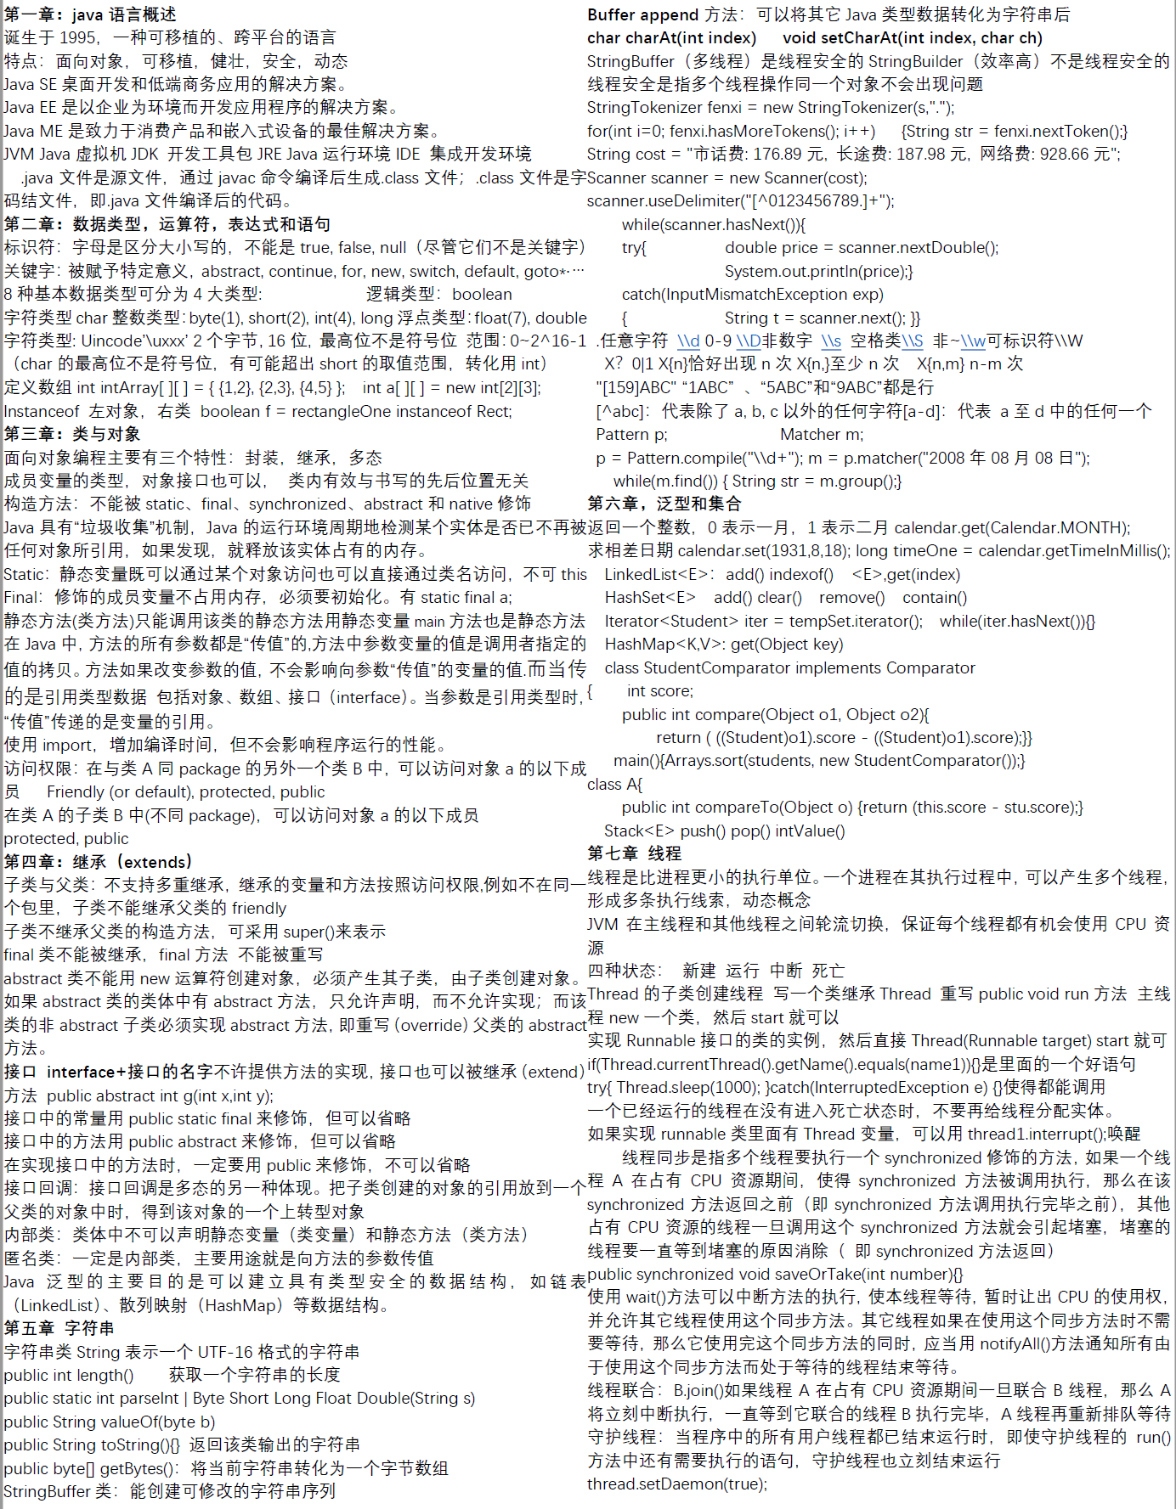 第一章：java 语言概述
诞生于 1995，一种可移植的、跨平台的语言
特点：面向对象，可移植，健壮，安全，动态
Java SE 桌面开发和低端商务应用的解决方案。
Java EE 是以企业为环境而开发应用程序的解决方案。
Java ME 是致力于消费产品和嵌入式设备的最佳解决方案。
JVM Java 虚拟机 JDK 开发工具包 JRE Java 运行环境 IDE 集成开发环境
.java 文件是源文件，通过 javac 命令编译后生成.class 文件；.class 文件是字
码结文件，即.java 文件编译后的代码。
第二章：数据类型，运算符，表达式和语句
标识符：字母是区分大小写的，不能是 true, false, null（尽管它们不是关键字）
关键字：被赋予特定意义, abstract, continue, for, new, switch, default, goto*·…
8 种基本数据类型可分为 4 大类型: 逻辑类型：boolean
字符类型 char 整数类型：byte(1), short(2), int(4), long 浮点类型：float(7), double
字符类型: Uincode'\uxxx' 2 个字节, 16 位, 最高位不是符号位 范围: 0~2^16-1
（char 的最高位不是符号位，有可能超出 short 的取值范围，转化用 int）
定义数组 int intArray[ ][ ] = { {1,2}, {2,3}, {4,5} }; int a[ ][ ] = new int[2][3];
Instanceof 左对象，右类 boolean f = rectangleOne instanceof Rect;
第三章：类与对象
面向对象编程主要有三个特性：封装，继承，多态
成员变量的类型，对象接口也可以， 类内有效与书写的先后位置无关
构造方法：不能被 static、final、synchronized、abstract 和 native 修饰
Java 具有“垃圾收集”机制，Java 的运行环境周期地检测某个实体是否已不再被
任何对象所引用，如果发现，就释放该实体占有的内存。
Static：静态变量既可以通过某个对象访问也可以直接通过类名访问，不可 this
Final：修饰的成员变量不占用内存，必须要初始化。有 static final a;
静态方法(类方法)只能调用该类的静态方法用静态变量 main 方法也是静态方法
在 Java 中, 方法的所有参数都是“传值”的,方法中参数变量的值是调用者指定的
值的拷贝。方法如果改变参数的值, 不会影响向参数“传值”的变量的值.而当传
的是引用类型数据 包括对象、数组、接口（interface）。当参数是引用类型时，
“传值”传递的是变量的引用。
使用 import，增加编译时间，但不会影响程序运行的性能。
访问权限：在与类 A 同 package 的另外一个类 B 中, 可以访问对象 a 的以下成
员 Friendly (or default), protected, public
在类 A 的子类 B 中(不同 package)，可以访问对象 a 的以下成员
protected, public
第四章：继承（extends）
子类与父类：不支持多重继承, 继承的变量和方法按照访问权限,例如不在同一
个包里，子类不能继承父类的 friendly
子类不继承父类的构造方法，可采用 super()来表示
final 类不能被继承，final 方法 不能被重写
abstract 类不能用 new 运算符创建对象，必须产生其子类，由子类创建对象。
如果 abstract 类的类体中有 abstract 方法，只允许声明，而不允许实现；而该
类的非 abstract 子类必须实现 abstract 方法, 即重写（override）父类的 abstract
方法。
接口 interface+接口的名字不许提供方法的实现, 接口也可以被继承（extend）
方法 public abstract int g(int x,int y);
接口中的常量用 public static final 来修饰，但可以省略
接口中的方法用 public abstract 来修饰，但可以省略
在实现接口中的方法时，一定要用 public 来修饰，不可以省略
接口回调：接口回调是多态的另一种体现。把子类创建的对象的引用放到一个
父类的对象中时，得到该对象的一个上转型对象
内部类：类体中不可以声明静态变量（类变量）和静态方法（类方法）
匿名类：一定是内部类，主要用途就是向方法的参数传值
Java 泛型的主要目的是可以建立具有类型安全的数据结构，如链表
（LinkedList）、散列映射（HashMap）等数据结构。
第五章 字符串
字符串类 String 表示一个 UTF-16 格式的字符串
public int length() 获取一个字符串的长度
public static int parseInt | Byte Short Long Float Double(String s)
public String valueOf(byte b)
public String toString(){} 返回该类输出的字符串
public byte[] getBytes()：将当前字符串转化为一个字节数组
StringBuffer 类：能创建可修改的字符串序列
Buffer append 方法：可以将其它 Java 类型数据转化为字符串后
char charAt(int index) void setCharAt(int index, char ch)
StringBuffer（多线程）是线程安全的 StringBuilder（效率高）不是线程安全的
线程安全是指多个线程操作同一个对象不会出现问题
StringTokenizer fenxi = new StringTokenizer(s,".");
for(int i=0; fenxi.hasMoreTokens(); i++) {String str = fenxi.nextToken();}
String cost = "市话费: 176.89 元, 长途费: 187.98 元, 网络费: 928.66 元";
Scanner scanner = new Scanner(cost);
scanner.useDelimiter("[^0123456789.]+");
while(scanner.hasNext()){
try{ double price = scanner.nextDouble();
System.out.println(price);}
catch(InputMismatchException exp)
{ String t = scanner.next(); }}
.任意字符 \\d 0-9 \\D非数字 \\s 空格类\\S 非~\\w可标识符\\W
X？0|1 X{n}恰好出现 n 次 X{n,}至少 n 次 X{n,m} n-m 次
"[159]ABC" “1ABC” 、“5ABC”和“9ABC”都是行
[^abc]：代表除了 a, b, c 以外的任何字符[a-d]：代表 a 至 d 中的任何一个
Pattern p; Matcher m;
p = Pattern.compile("\\d+"); m = p.matcher("2008 年 08 月 08 日");
while(m.find()) { String str = m.group();}
第六章，泛型和集合
返回一个整数，0 表示一月，1 表示二月 calendar.get(Calendar.MONTH);
求相差日期 calendar.set(1931,8,18); long timeOne = calendar.getTimeInMillis();
LinkedList<E>：add() indexof() <E>,get(index)
HashSet<E> add() clear() remove() contain()
Iterator<Student> iter = tempSet.iterator(); while(iter.hasNext()){}
HashMap<K,V>: get(Object key)
class StudentComparator implements Comparator
{ int score;
public int compare(Object o1, Object o2){
return ( ((Student)o1).score - ((Student)o1).score);}}
main(){Arrays.sort(students, new StudentComparator());}
class A{
public int compareTo(Object o) {return (this.score - stu.score);}
Stack<E> push() pop() intValue()
第七章 线程
线程是比进程更小的执行单位。一个进程在其执行过程中, 可以产生多个线程，
形成多条执行线索，动态概念
JVM 在主线程和其他线程之间轮流切换，保证每个线程都有机会使用 CPU 资
源
四种状态： 新建 运行 中断 死亡
Thread 的子类创建线程 写一个类继承 Thread 重写 public void run 方法 主线
程 new 一个类，然后 start 就可以
实现 Runnable 接口的类的实例，然后直接 Thread(Runnable target) start 就可
if(Thread.currentThread().getName().equals(name1)){}是里面的一个好语句
try{ Thread.sleep(1000); }catch(InterruptedException e) {}使得都能调用
一个已经运行的线程在没有进入死亡状态时，不要再给线程分配实体。
如果实现 runnable 类里面有 Thread 变量，可以用 thread1.interrupt();唤醒
线程同步是指多个线程要执行一个 synchronized 修饰的方法, 如果一个线
程 A 在占有 CPU 资源期间，使得 synchronized 方法被调用执行，那么在该
synchronized 方法返回之前（即 synchronized 方法调用执行完毕之前），其他
占有 CPU 资源的线程一旦调用这个 synchronized 方法就会引起堵塞，堵塞的
线程要一直等到堵塞的原因消除（ 即 synchronized 方法返回）
public synchronized void saveOrTake(int number){}
使用 wait()方法可以中断方法的执行, 使本线程等待, 暂时让出 CPU 的使用权，
并允许其它线程使用这个同步方法。其它线程如果在使用这个同步方法时不需
要等待, 那么它使用完这个同步方法的同时, 应当用 notifyAll()方法通知所有由
于使用这个同步方法而处于等待的线程结束等待。
线程联合：B.join()如果线程 A 在占有 CPU 资源期间一旦联合 B 线程，那么 A
将立刻中断执行，一直等到它联合的线程 B 执行完毕，A 线程再重新排队等待
守护线程：当程序中的所有用户线程都已结束运行时，即使守护线程的 run()
方法中还有需要执行的语句，守护线程也立刻结束运行
thread.setDaemon(true);